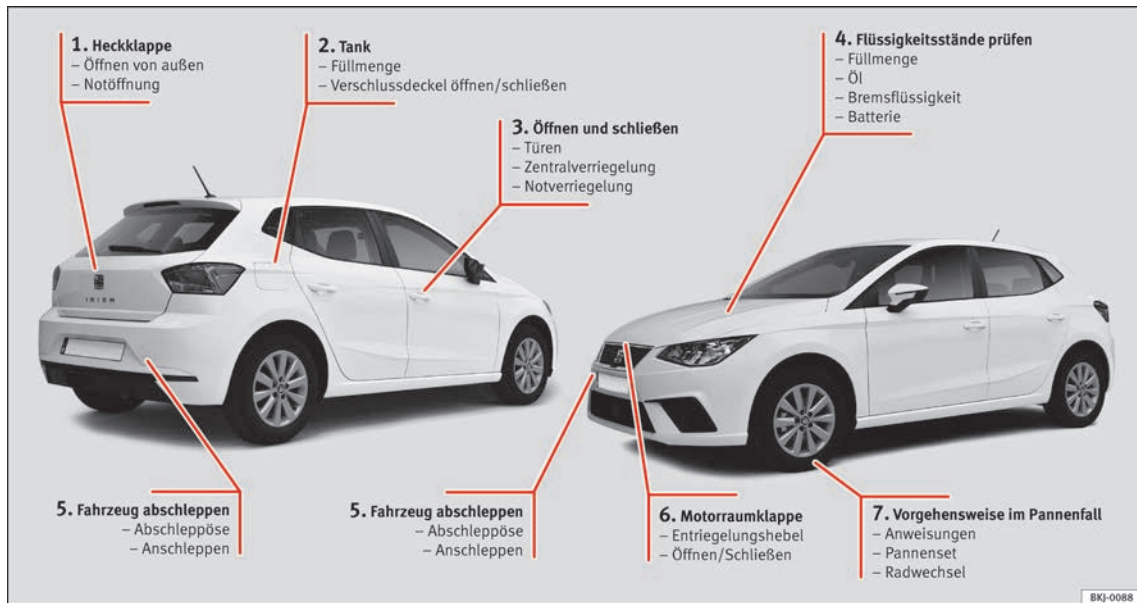 1. Heckklappe
– Öffnen von außen
– Notöffnung
2. Tank
– Füllmenge
– Verschlussdeckel öffnen/schließen
3. Öffnen und schließen
– Türen
– Zentralverriegelung
– Notverriegelung
4. Flüssigkeitsstände prüfen
– Füllmenge
– Öl
– Bremsflüssigkeit
– Batterie
5. Fahrzeug abschleppen
– Abschleppöse
– Anschleppen
5. Fahrzeug abschleppen
– Abschleppöse
– Anschleppen
6. Motorraumklappe
– Entriegelungshebel
– Öffnen/Schließen
7. Vorgehensweise im Pannenfall
– Anweisungen
– Pannenset
– Radwechsel
BKJ-0088